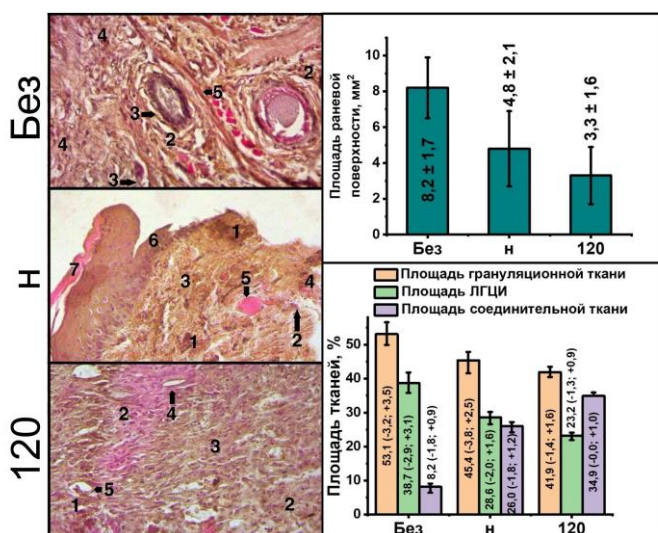 Без
4
4
2
5
3
2
4
3
н
6
1
3
4
7
5
1
2
120
4
2
3
5
1
2
Площадь раневой
поверхности, мм²
10
8
6
4
2
0
8,2 ± 1,7
4,8 ± 2,1
3,3 ± 1,6
Без
н
120
Площадь грануляционной ткани
Площадь ЛГЦИ
Площадь соединительной ткани
Площадь тканей, %
50
40
30
20
10
0
53,1 (-3,2; +3,5)
38,7 (-2,9; +3,1)
8,2 (-1,8; +0,9)
45,4 (-3,8; +2,5)
28,6 (-2,0; +1,6)
26,0 (-1,8; +1,2)
41,9 (-1,4; +1,6)
23,2 (-1,3; +0,9)
34,9 (-0,0; +1,0)
Без
н
120